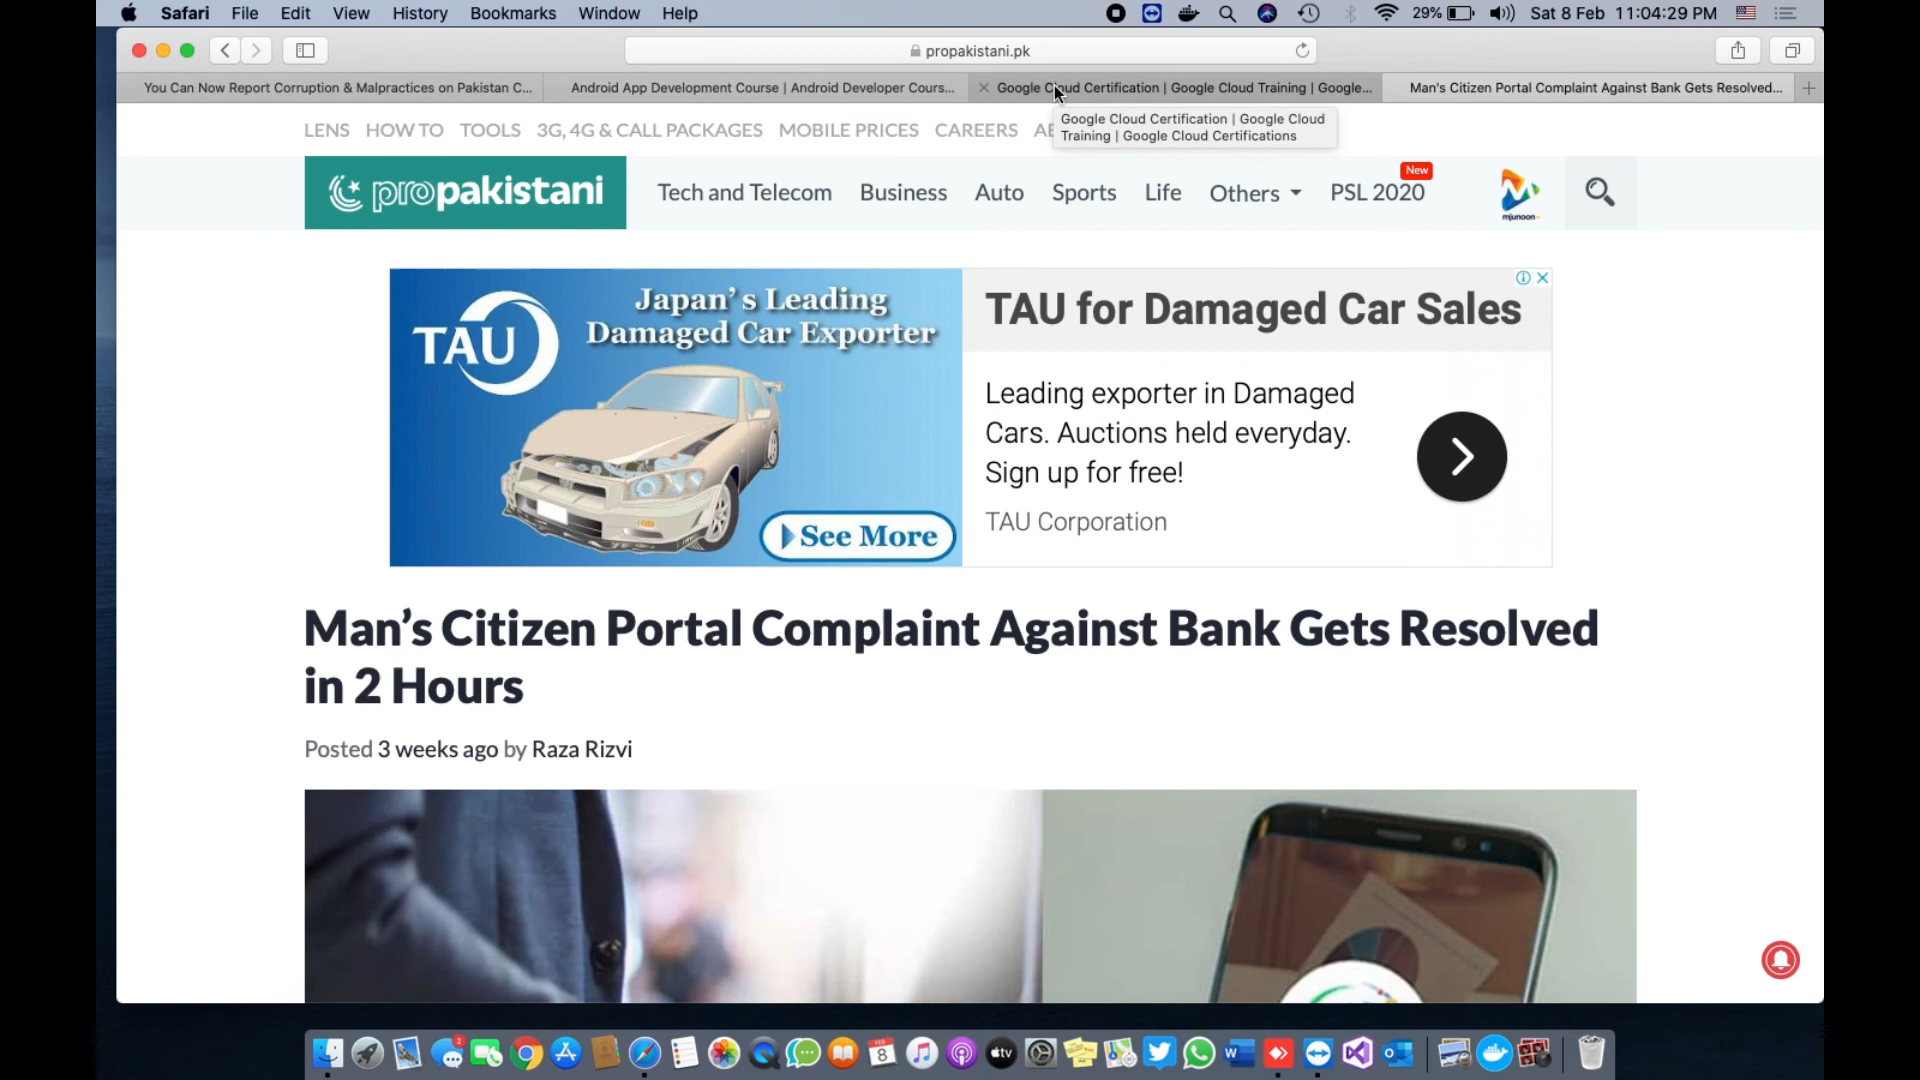 Safari File Edit View History Bookmarks Window Help 29% Sat 8 Feb 11:04:29 PM
propakistani.pk
You Can Now Report Corruption & Malpractices on Pakistan C... Android App Development Course | Android Developer Cours... Google Cloud Certification | Google Cloud Training | Google... Man's Citizen Portal Complaint Against Bank Gets Resolved...
LENS HOW TO TOOLS 3G, 4G & CALL PACKAGES MOBILE PRICES CAREERS
Google Cloud Certification | Google Cloud
Training | Google Cloud Certifications
propakistani Tech and Telecom Business Auto Sports Life Others PSL 2020 New mjunoon
TAU
Japan's Leading
Damaged Car Exporter
See More
TAU for Damaged Car Sales
Leading exporter in Damaged
Cars. Auctions held everyday.
Sign up for free!
TAU Corporation
Man's Citizen Portal Complaint Against Bank Gets Resolved
in 2 Hours
Posted 3 weeks ago by Raza Rizvi
2
FEB
8
tv
W